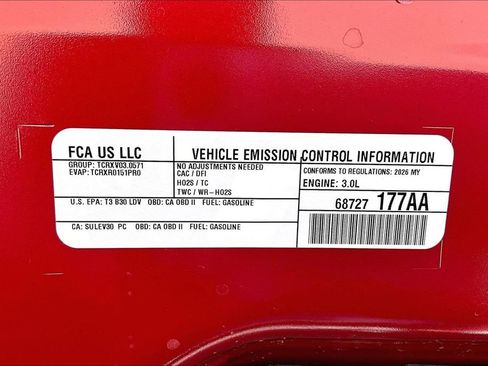 FCA US LLC
GROUP: TCRXV03.0571
EVAP: TCRXR0151PR0
VEHICLE EMISSION CONTROL INFORMATION
NO ADJUSTMENTS NEEDED
CAC / DFI
HO2S / TC
TWC / WR-HO2S
CONFORMS TO REGULATIONS: 2026 MY
ENGINE: 3.0L
U.S. EPA: T3 B30 LDV OBD: CA OBD II FUEL: GASOLINE
68727 177AA
CA: SULEV30 PC OBD: CA OBD II FUEL: GASOLINE